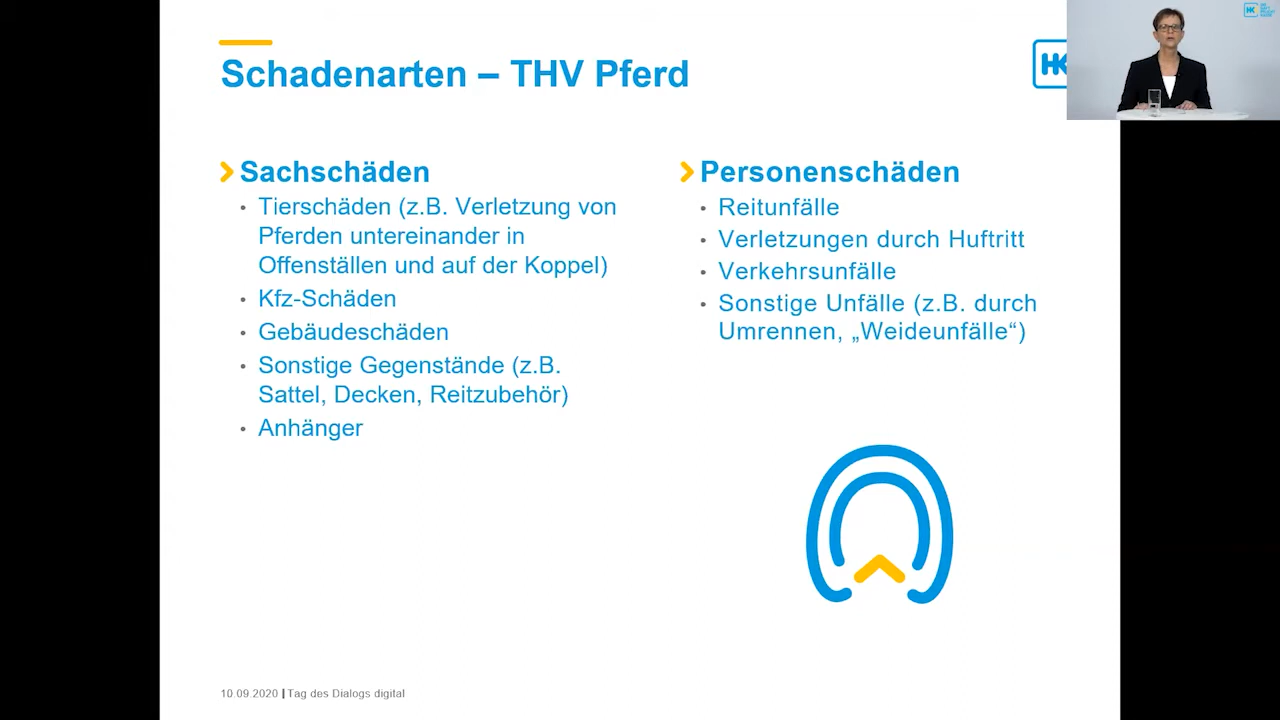 Schadenarten – THV Pferd
HK
Sachschäden
Tierschäden (z.B. Verletzung von
Pferden untereinander in
Offenställen und auf der Koppel)
Kfz-Schäden
Gebäudeschäden
Sonstige Gegenstände (z.B.
Sattel, Decken, Reitzubehör)
Anhänger
Personenschäden
Reitunfälle
Verletzungen durch Huftritt
Verkehrsunfälle
Sonstige Unfälle (z.B. durch
Umrennen, „Weideunfälle“)
10.09.2020 | Tag des Dialogs digital